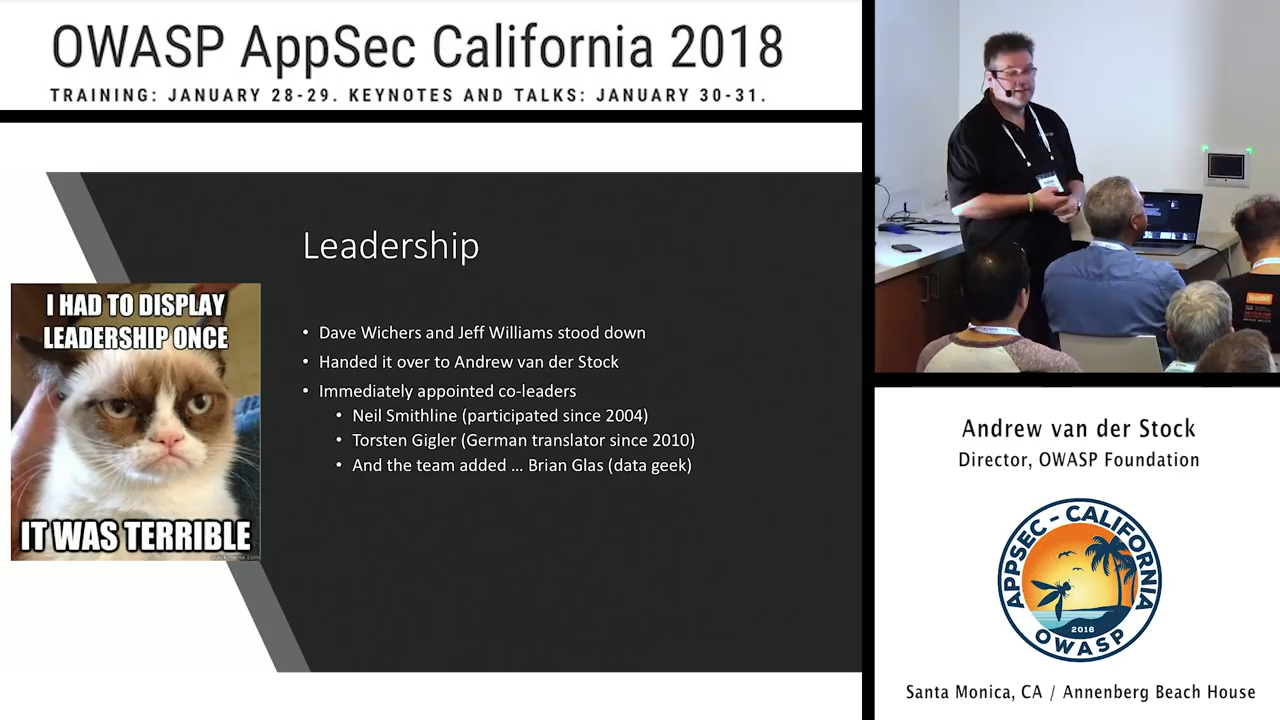 OWASP AppSec California 2018
TRAINING: JANUARY 28-29. KEYNOTES AND TALKS: JANUARY 30-31.
Leadership
I HAD TO DISPLAY
LEADERSHIP ONCE
IT WAS TERRIBLE
• Dave Wichers and Jeff Williams stood down
• Handed it over to Andrew van der Stock
• Immediately appointed co-leaders
• Neil Smithline (participated since 2004)
• Torsten Gigler (German translator since 2010)
• And the team added … Brian Glas (data geek)
Andrew van der Stock
Director, OWASP Foundation
APPSEC - CALIFORNIA
2018
OWASP
Santa Monica, CA / Annenberg Beach House